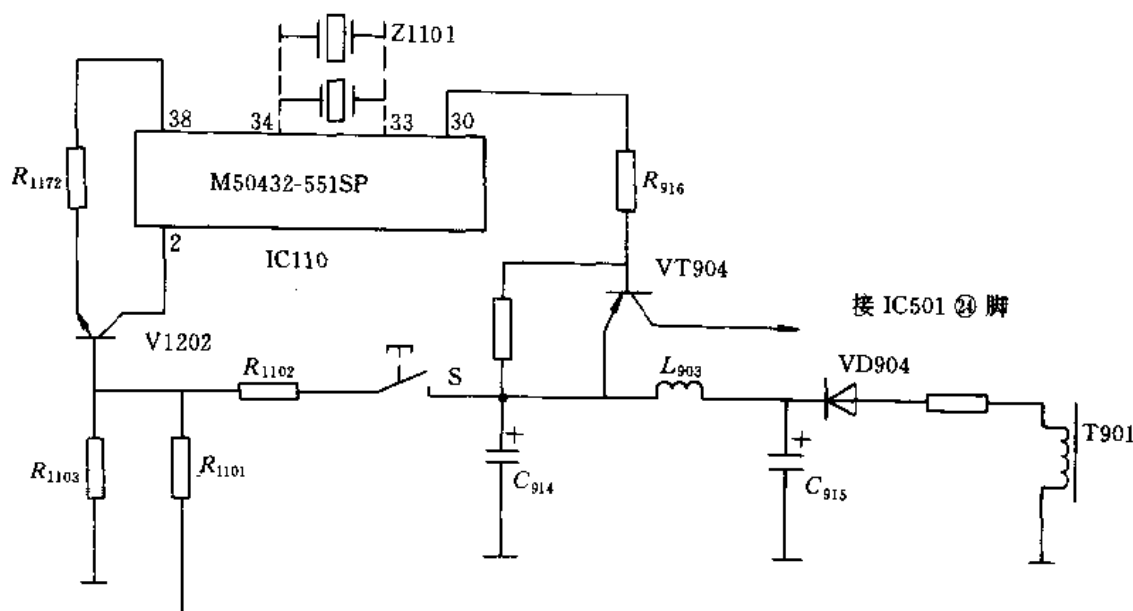 Z1101
38
34
33
30
R1172
M50432-551SP
R916
2
IC110
VT904
接 IC501 ㉔ 脚
V1202
R1102
S
L903
VD904
T901
+
+
R1103
R1101
C914
C915